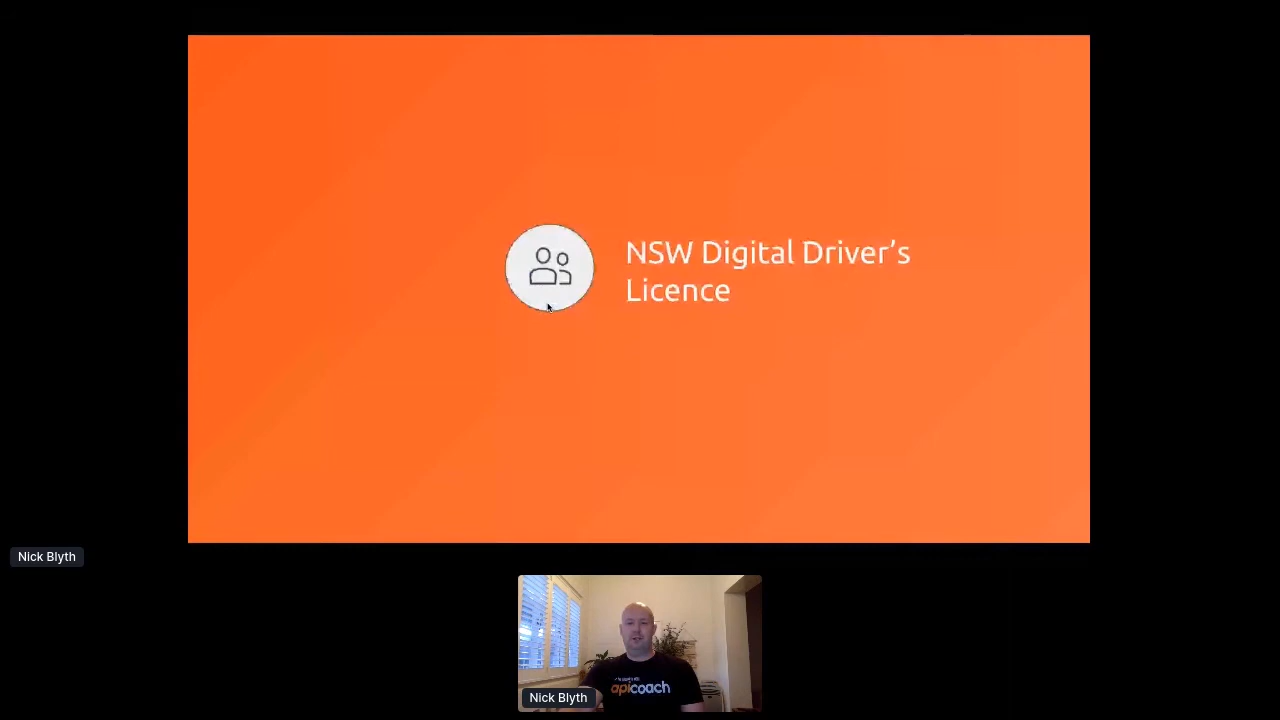 NSW Digital Driver’s
Licence
Nick Blyth
apicoach
Nick Blyth